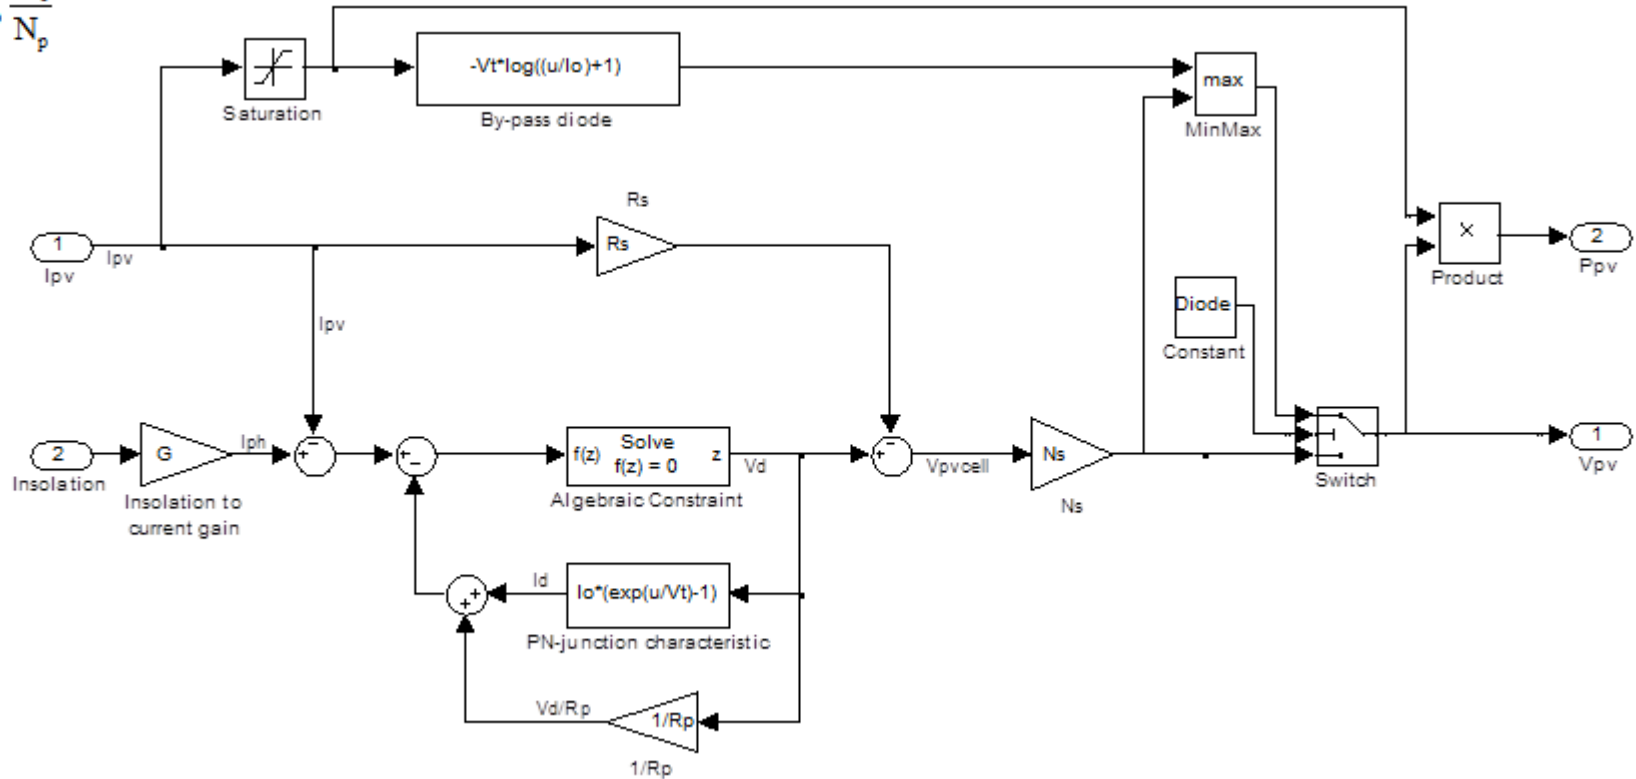 N_p
-Vt*log((u/Io)+1)
max
Saturation
By-pass diode
MinMax
Rs
1
Ipv
Rs
×
2
Ipv
Ppv
Product
Diode
Ipv
Constant
2
G
Iph
+
−
+
−
f(z)
Solve
f(z) = 0
z
Vd
+
−
Vpvcell
Ns
1
Insolation
Vpv
Switch
Insolation to
current gain
Algebraic Constraint
Ns
Id
Io*(exp(u/Vt)-1)
+
+
PN-junction characteristic
Vd/Rp
1/Rp
1/Rp